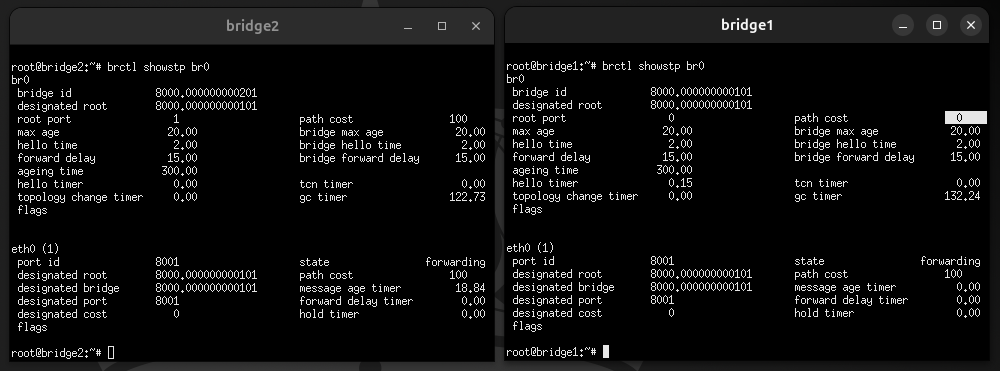 bridge2
root@bridge2:~# brctl showstp br0
br0
bridge id 8000.000000000201
designated root 8000.000000000101
root port 1 path cost 100
max age 20.00 bridge max age 20.00
hello time 2.00 bridge hello time 2.00
forward delay 15.00 bridge forward delay 15.00
ageing time 300.00
hello timer 0.00 tcn timer 0.00
topology change timer 0.00 gc timer 122.73
flags
eth0 (1)
port id 8001 state forwarding
designated root 8000.000000000101 path cost 100
designated bridge 8000.000000000101 message age timer 18.84
designated port 8001 forward delay timer 0.00
designated cost 0 hold timer 0.00
flags
root@bridge2:~#
bridge1
root@bridge1:~# brctl showstp br0
br0
bridge id 8000.000000000101
designated root 8000.000000000101
root port 0 path cost 0
max age 20.00 bridge max age 20.00
hello time 2.00 bridge hello time 2.00
forward delay 15.00 bridge forward delay 15.00
ageing time 300.00
hello timer 0.15 tcn timer 0.00
topology change timer 0.00 gc timer 132.24
flags
eth0 (1)
port id 8001 state forwarding
designated root 8000.000000000101 path cost 100
designated bridge 8000.000000000101 message age timer 0.00
designated port 8001 forward delay timer 0.00
designated cost 0 hold timer 0.00
flags
root@bridge1:~#